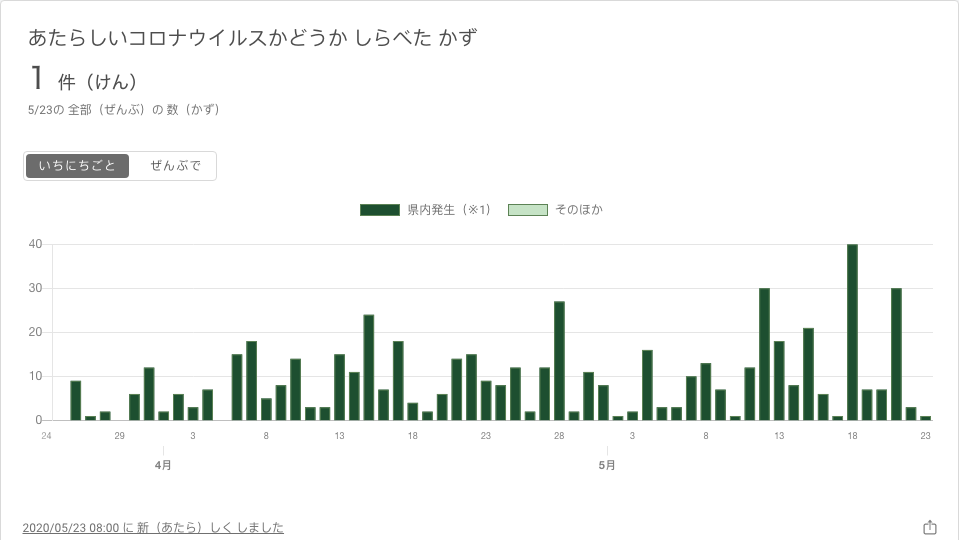 あたらしいコロナウイルスかどうか しらべた かず
1 件（けん）
5/23の 全部（ぜんぶ）の 数（かず）
いちにちごと ぜんぶで
県内発生（※1） そのほか
40
30
20
10
0
24 29 3 8 13 18 23 28 3 8 13 18 23
4月 5月
2020/05/23 08:00 に 新（あたら）しく しました